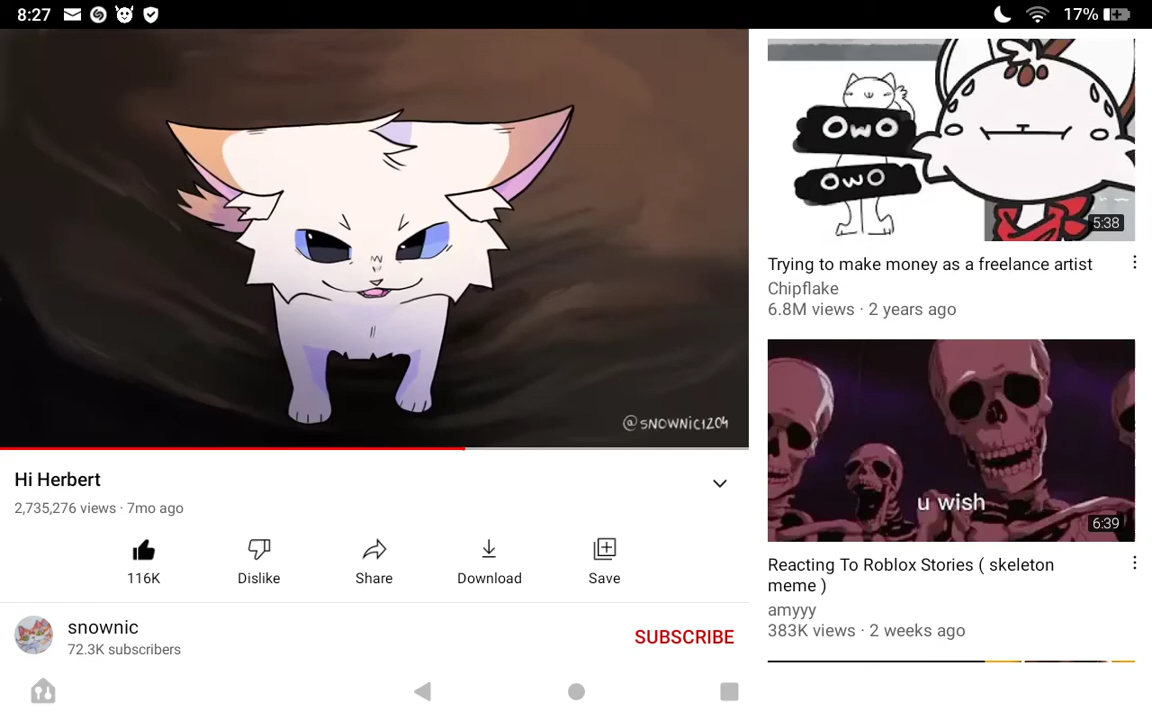 8:27
17%
@SNOWNIC1204
Hi Herbert
2,735,276 views · 7mo ago
116K
Dislike
Share
Download
Save
snownic
72.3K subscribers
SUBSCRIBE
OwO
OwO
5:38
Trying to make money as a freelance artist
Chipflake
6.8M views · 2 years ago
u wish
6:39
Reacting To Roblox Stories ( skeleton
meme )
amyyy
383K views · 2 weeks ago